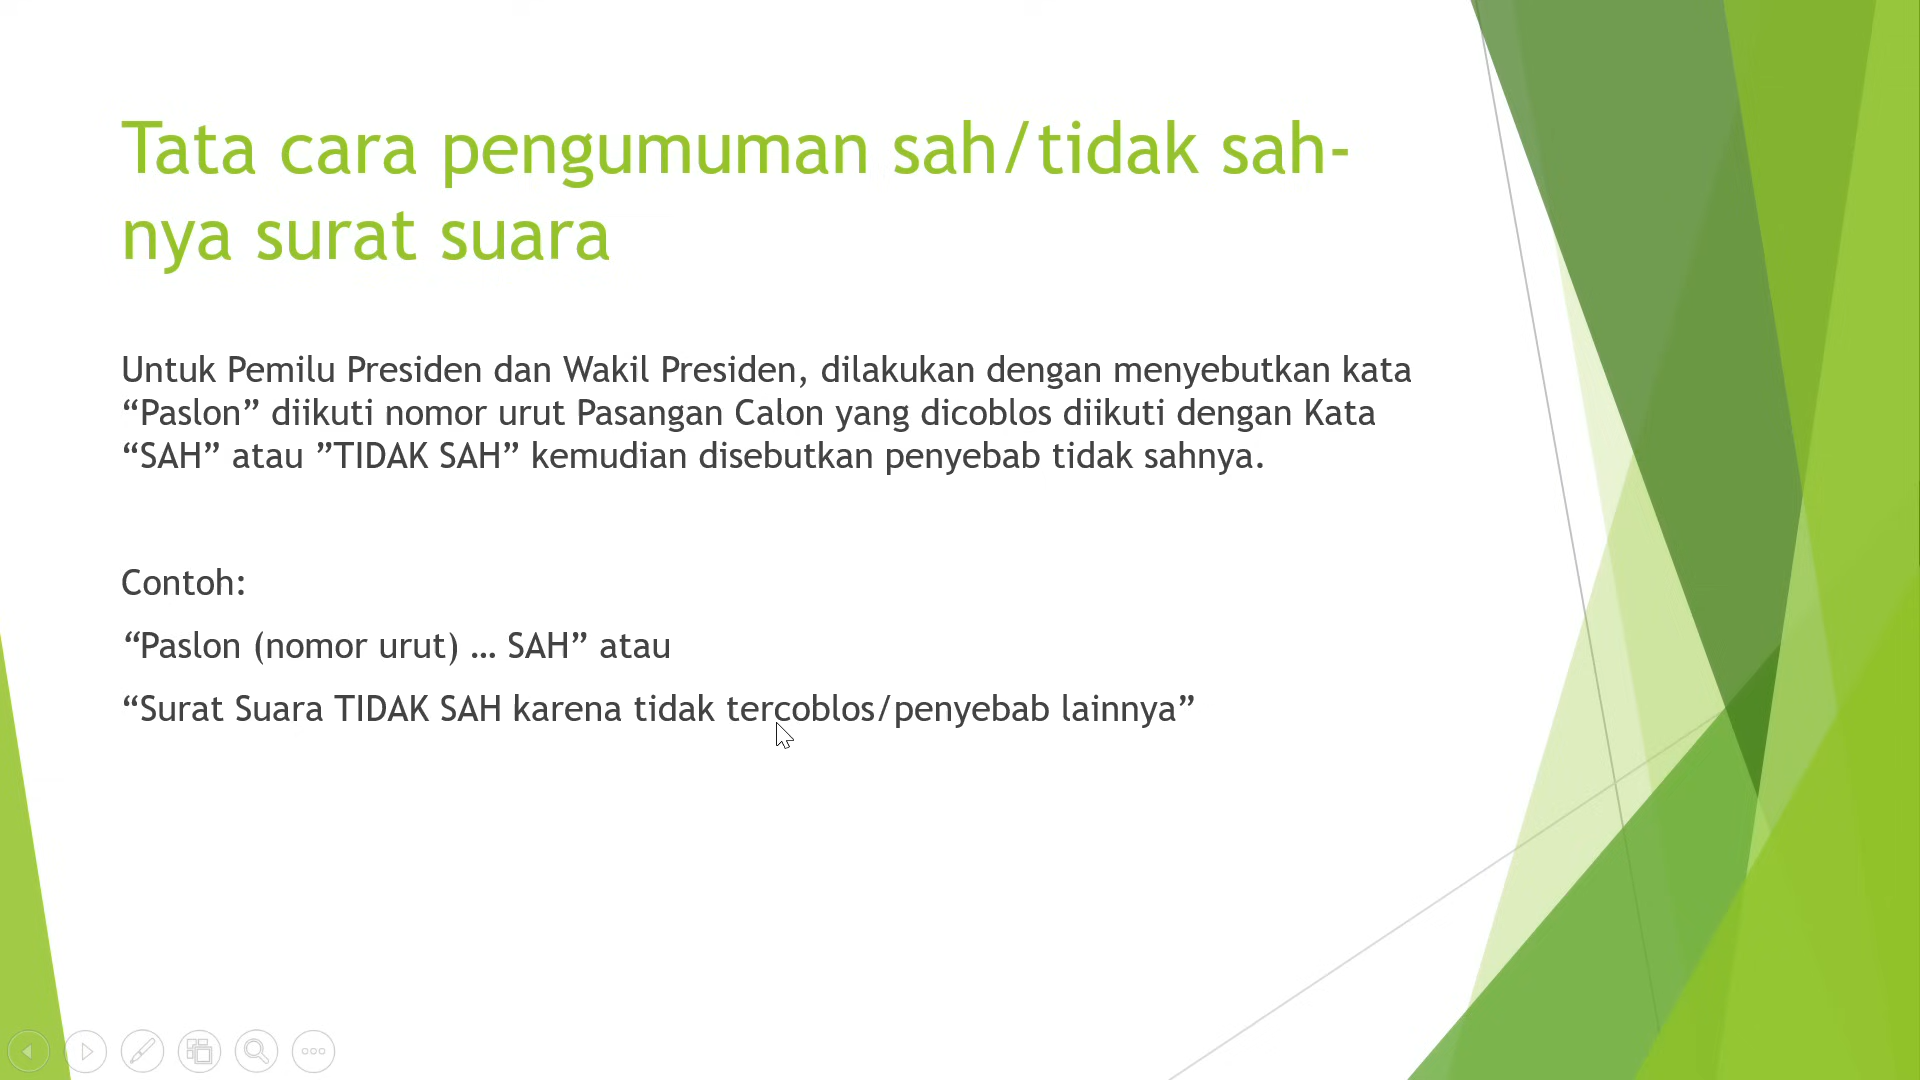 Tata cara pengumuman sah/tidak sah-
nya surat suara
Untuk Pemilu Presiden dan Wakil Presiden, dilakukan dengan menyebutkan kata
“Paslon” diikuti nomor urut Pasangan Calon yang dicoblos diikuti dengan Kata
“SAH” atau ”TIDAK SAH” kemudian disebutkan penyebab tidak sahnya.
Contoh:
“Paslon (nomor urut) … SAH” atau
“Surat Suara TIDAK SAH karena tidak tercoblos/penyebab lainnya”